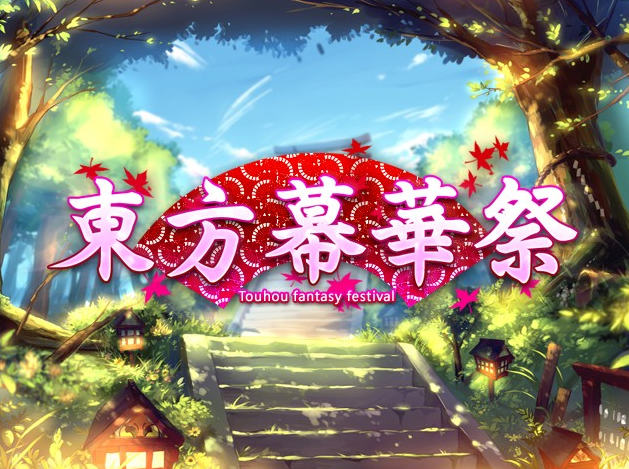 東方幕華祭
Touhou fantasy festival